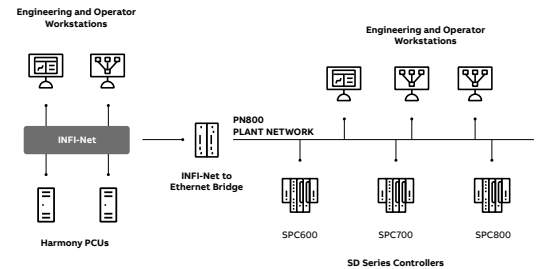 Engineering and Operator
Workstations
Engineering and Operator
Workstations
INFI-Net
PN800
PLANT NETWORK
INFI-Net to
Ethernet Bridge
Harmony PCUs
SPC600
SPC700
SPC800
SD Series Controllers